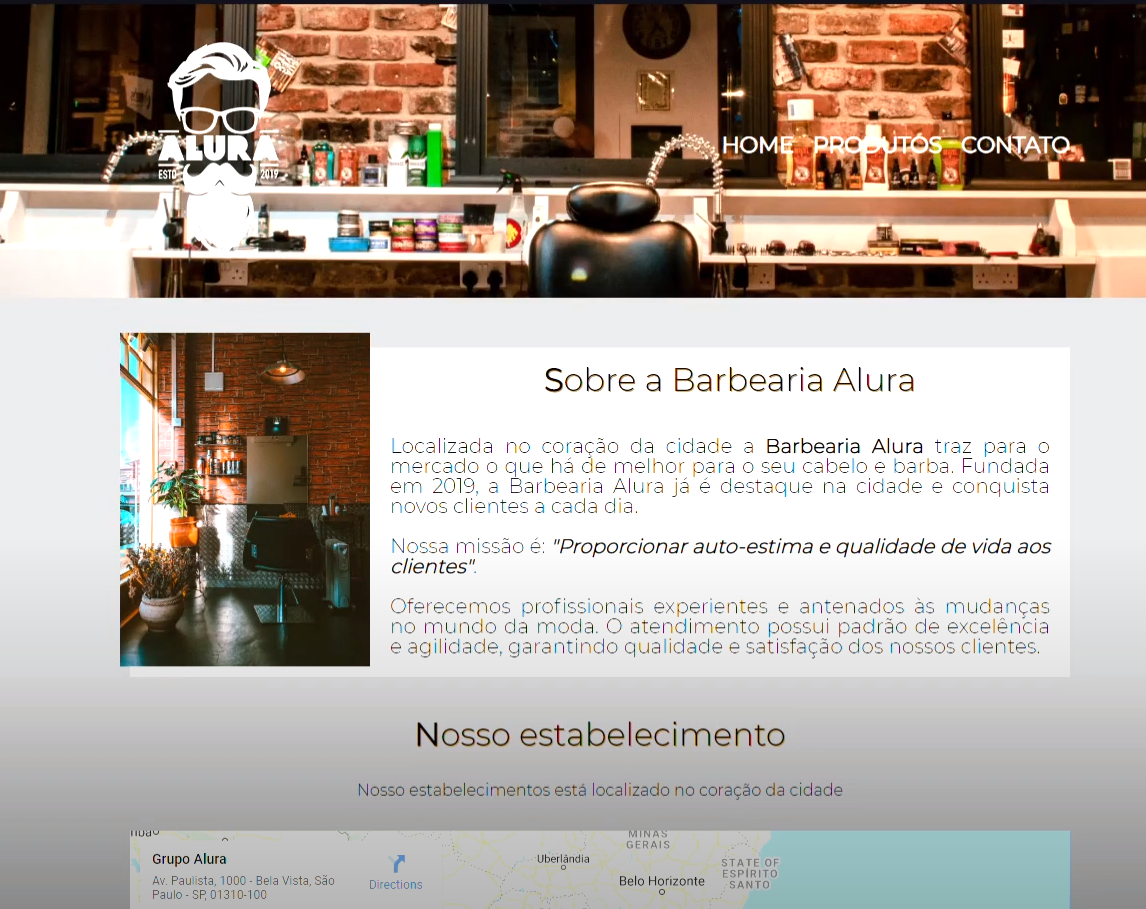 ALURA
ESTD 2019
HOME PRODUTOS CONTATO
Sobre a Barbearia Alura
Localizada no coração da cidade a Barbearia Alura traz para o
mercado o que há de melhor para o seu cabelo e barba. Fundada
em 2019, a Barbearia Alura já é destaque na cidade e conquista
novos clientes a cada dia.
Nossa missão é: "Proporcionar auto-estima e qualidade de vida aos
clientes".
Oferecemos profissionais experientes e antenados às mudanças
no mundo da moda. O atendimento possui padrão de excelência
e agilidade, garantindo qualidade e satisfação dos nossos clientes.
Nosso estabelecimento
Nosso estabelecimentos está localizado no coração da cidade
Grupo Alura
Av. Paulista, 1000 - Bela Vista, São
Paulo - SP, 01310-100
Directions
Uberlândia
MINAS
GERAIS
Belo Horizonte
STATE OF
ESPÍRITO
SANTO